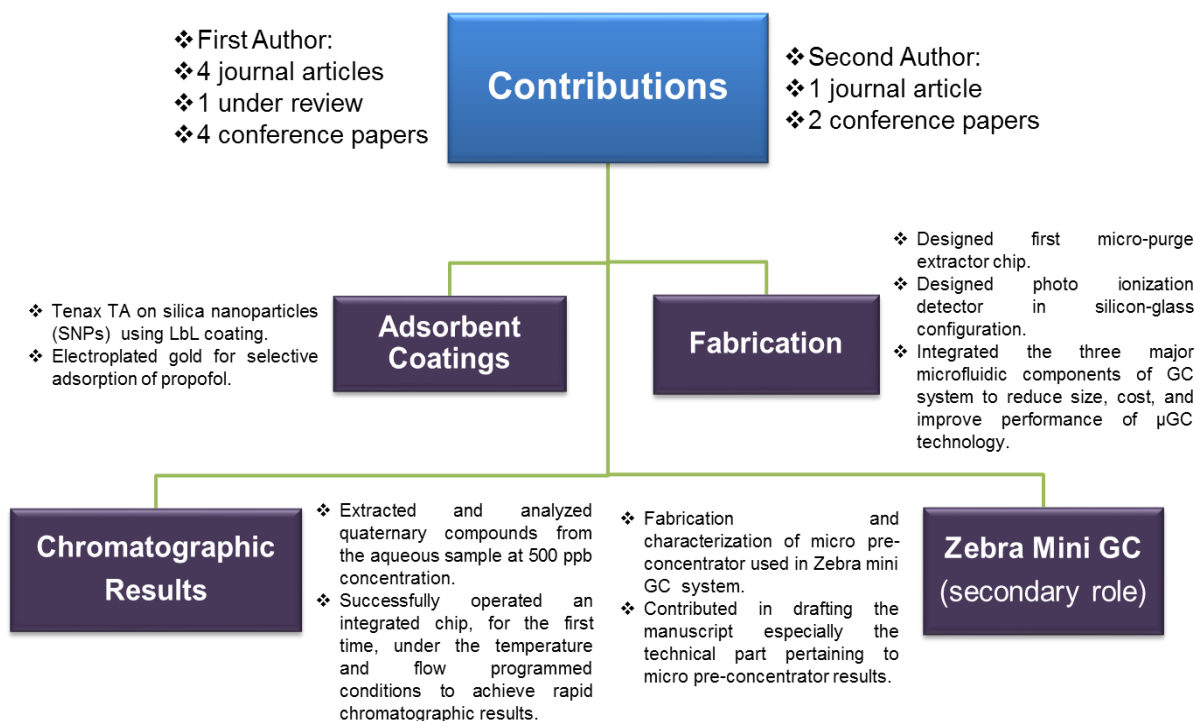 ❖First Author:
❖4 journal articles
❖1 under review
❖4 conference papers
Contributions
❖Second Author:
❖1 journal article
❖2 conference papers
❖ Tenax TA on silica nanoparticles
(SNPs) using LbL coating.
❖ Electroplated gold for selective
adsorption of propofol.
Adsorbent
Coatings
Fabrication
❖ Designed first micro-purge
extractor chip.
❖ Designed photo ionization
detector in silicon-glass
configuration.
❖ Integrated the three major
microfluidic components of GC
system to reduce size, cost, and
improve performance of µGC
technology.
Chromatographic
Results
❖ Extracted and analyzed
quaternary compounds from
the aqueous sample at 500 ppb
concentration.
❖ Successfully operated an
integrated chip, for the first
time, under the temperature
and flow programmed
conditions to achieve rapid
chromatographic results.
❖ Fabrication and
characterization of micro pre-
concentrator used in Zebra mini
GC system.
❖ Contributed in drafting the
manuscript especially the
technical part pertaining to
micro pre-concentrator results.
Zebra Mini GC
(secondary role)